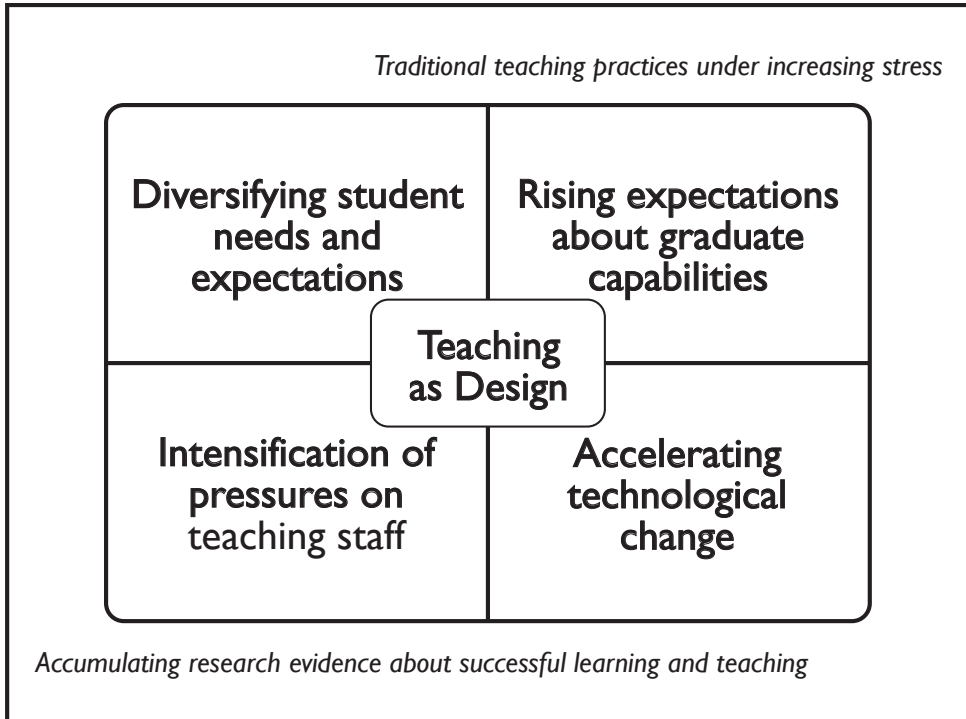 Traditional teaching practices under increasing stress
Diversifying student
needs and
expectations
Rising expectations
about graduate
capabilities
Teaching
as Design
Intensification of
pressures on
teaching staff
Accelerating
technological
change
Accumulating research evidence about successful learning and teaching